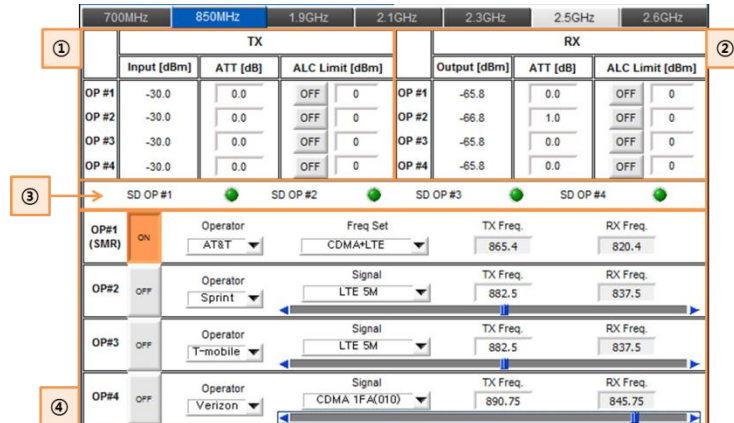 700MHz 850MHz 1.9GHz 2.1GHz 2.3GHz 2.5GHz 2.6GHz
① TX RX ②
Input [dBm] ATT [dB] ALC Limit [dBm] Output [dBm] ATT [dB] ALC Limit [dBm]
OP #1 -30.0 0.0 OFF 0 OP #1 -65.8 0.0 OFF 0
OP #2 -30.0 0.0 OFF 0 OP #2 -66.8 1.0 OFF 0
OP #3 -30.0 0.0 OFF 0 OP #3 -65.8 0.0 OFF 0
OP #4 -30.0 0.0 OFF 0 OP #4 -65.8 0.0 OFF 0
③ SD OP #1 SD OP #2 SD OP #3 SD OP #4
OP#1 (SMR) ON Operator Freq Set TX Freq. RX Freq.
AT&T CDMA+LTE 865.4 820.4
OP#2 OFF Operator Signal TX Freq. RX Freq.
Sprint LTE 5M 882.5 837.5
OP#3 OFF Operator Signal TX Freq. RX Freq.
T-mobile LTE 5M 882.5 837.5
④ OP#4 OFF Operator Signal TX Freq. RX Freq.
Verizon CDMA 1FA(010) 890.75 845.75